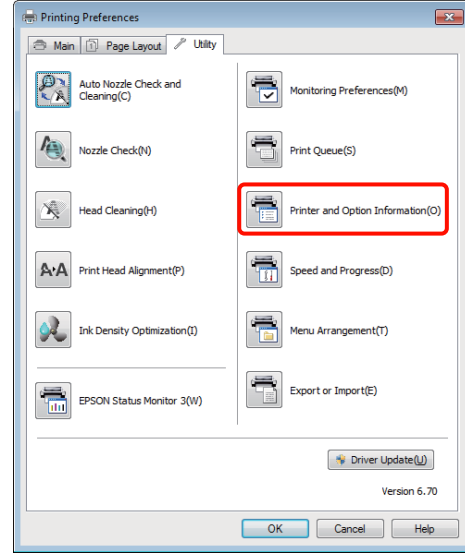 Printing Preferences
Main
Page Layout
Utility
Auto Nozzle Check and
Cleaning(C)
Monitoring Preferences(M)
Nozzle Check(N)
Print Queue(S)
Head Cleaning(H)
Printer and Option Information(O)
Print Head Alignment(P)
Speed and Progress(D)
Ink Density Optimization(I)
Menu Arrangement(T)
EPSON Status Monitor 3(W)
Export or Import(E)
Driver Update(U)
Version 6.70
OK
Cancel
Help